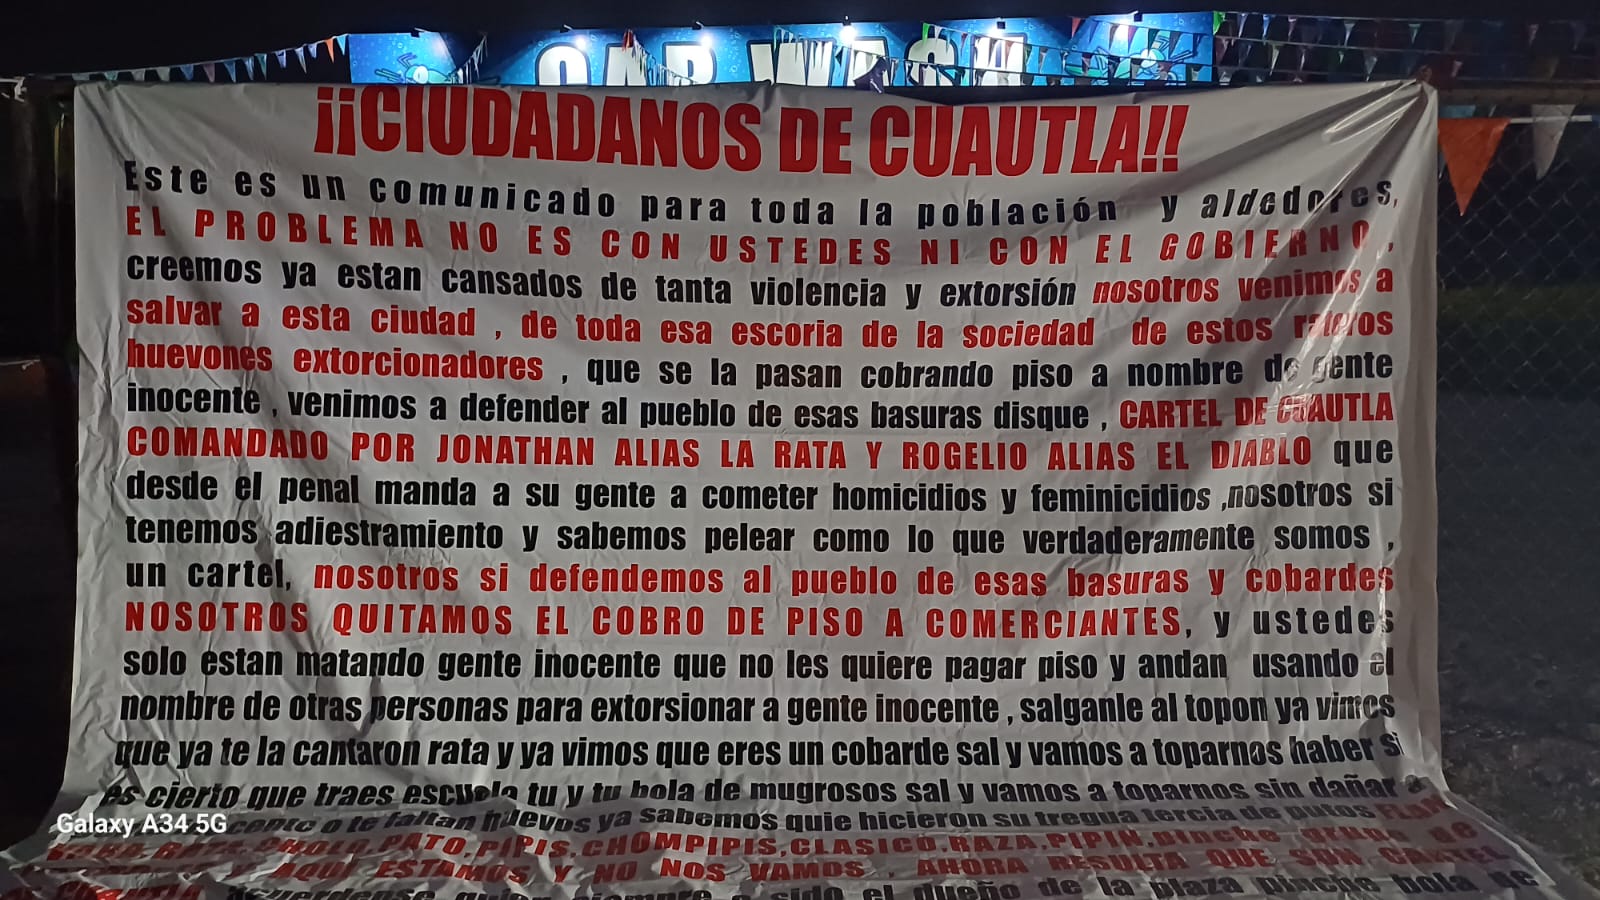 CAR WASH
¡¡CIUDADANOS DE CUAUTLA!!
Este es un comunicado para toda la población y aldedores,
EL PROBLEMA NO ES CON USTEDES NI CON EL GOBIERNO,
creemos ya estan cansados de tanta violencia y extorsión nosotros venimos a
salvar a esta ciudad , de toda esa escoria de la sociedad de estos rateros
huevones extorcionadores , que se la pasan cobrando piso a nombre de gente
inocente , venimos a defender al pueblo de esas basuras disque , CARTEL DE CUAUTLA
COMANDADO POR JONATHAN ALIAS LA RATA Y ROGELIO ALIAS EL DIABLO que
desde el penal manda a su gente a cometer homicidios y feminicidios ,nosotros si
tenemos adiestramiento y sabemos pelear como lo que verdaderamente somos ,
un cartel, nosotros si defendemos al pueblo de esas basuras y cobardes
NOSOTROS QUITAMOS EL COBRO DE PISO A COMERCIANTES, y ustedes
solo estan matando gente inocente que no les quiere pagar piso y andan usando el
nombre de otras personas para extorsionar a gente inocente , salganle al topon ya vimos
que ya te la cantaron rata y ya vimos que eres un cobarde sal y vamos a toparnos haber si
es cierto que traes escuela tu y tu bola de mugrosos sal y vamos a toparnos sin dañar a
o te faltan huevos ya sabemos quie hicieron su tregua tercia de putos
CHOLO, PATO, PIPIS, CHOMPIPIS, CLASICO, RAZA, PIPIN, pinche grupo de
AQUI ESTAMOS Y NO NOS VAMOS , AHORA RESULTA QUE SON CARTEL
acuerdense quien siempre a sido el dueño de la plaza pinche bola de
Galaxy A34 5G